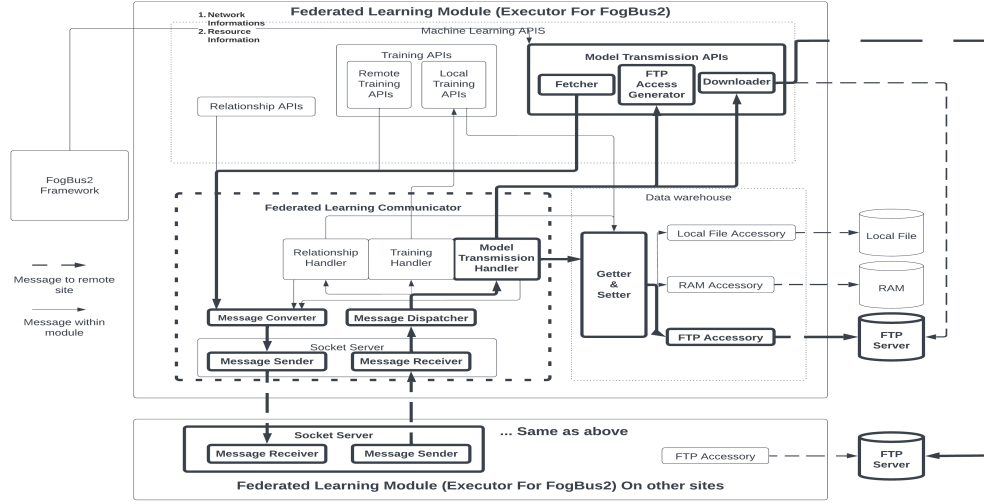 Federated Learning Module (Executor For FogBus2)
1. Network
Informations
2. Resource
Information
Machine Learning APIS
Training APIs
Remote
Training
APIs
Local
Training
APIs
Model Transmission APIs
Fetcher
FTP
Access
Generator
Downloader
Relationship APIs
FogBus2
Framework
Federated Learning Communicator
Data warehouse
Relationship
Handler
Training
Handler
Model
Transmission
Handler
Getter
&
Setter
Local File Accessory
Local File
RAM Accessory
RAM
FTP Accessory
FTP
Server
Message to remote
site
Message within
module
Message Converter
Message Dispatcher
Socket Server
Message Sender
Message Receiver
Socket Server
Message Receiver
Message Sender
... Same as above
FTP Accessory
FTP
Server
Federated Learning Module (Executor For FogBus2) On other sites